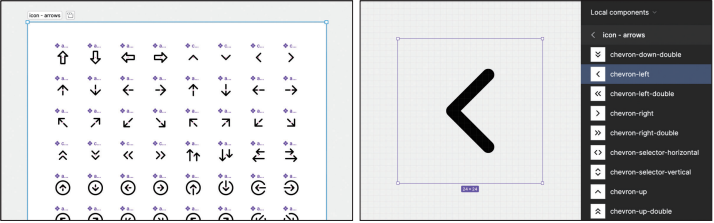 icon - arrows
a... a... a... a... c... c... c... c...
a... a... a... a... a... a... a... a...
a... a... a... a... a... a... a... a...
c... c... c... c... a... a... a... a...
a... a... a... a... a... a... a... a...
a... a... a... a... a... a... a... a...
24 × 24
Local components
icon - arrows
chevron-down-double
chevron-left
chevron-left-double
chevron-right
chevron-right-double
chevron-selector-horizontal
chevron-selector-vertical
chevron-up
chevron-up-double